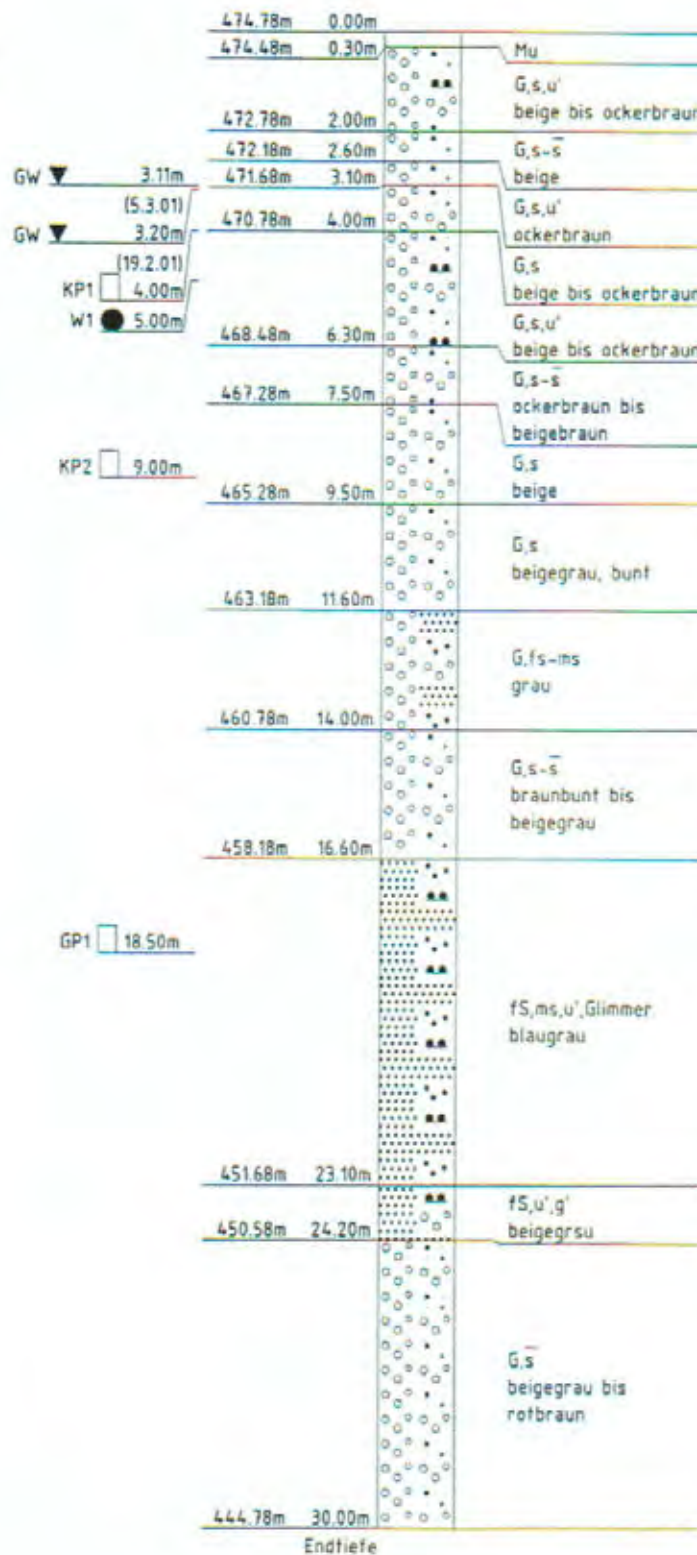 474.78m 0.00m
474.48m 0.30m
Mu
G,s,u'
beige bis ockerbraun
472.78m 2.00m
472.18m 2.60m
G,s-s̅
beige
GW 3.11m
471.68m 3.10m
(5.3.01)
G,s,u'
ockerbraun
GW 3.20m
470.78m 4.00m
(19.2.01)
G,s
beige bis ockerbraun
KP1 4.00m
W1 5.00m
G,s,u'
beige bis ockerbraun
468.48m 6.30m
G,s-s̅
ockerbraun bis
beigebraun
467.28m 7.50m
G,s
beige
KP2 9.00m
465.28m 9.50m
G,s
beigegrau, bunt
463.18m 11.60m
G,fs-ms
grau
460.78m 14.00m
G,s-s̅
braunbunt bis
beigegrau
458.18m 16.60m
GP1 18.50m
fS,ms,u',Glimmer
blaugrau
451.68m 23.10m
fS,u',g'
beigegrsu
450.58m 24.20m
G,s̅
beigegrau bis
rotbraun
444.78m 30.00m
Endtiefe